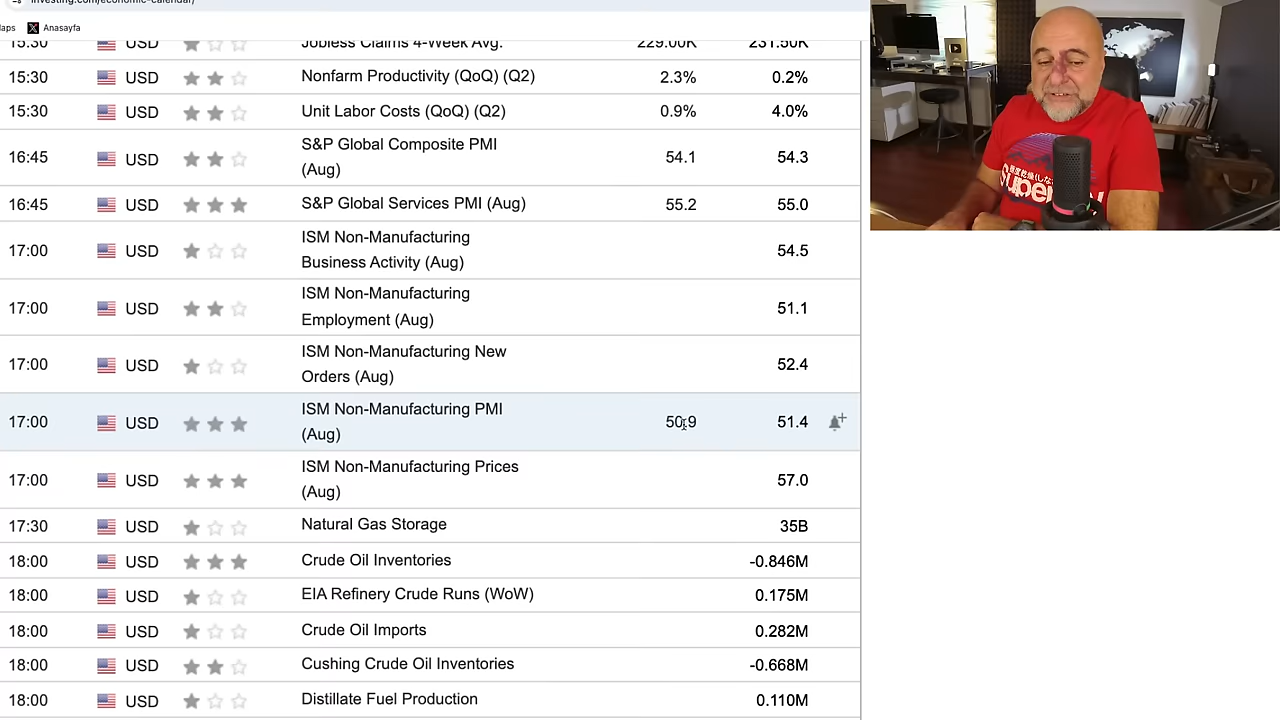 investing.com/economic-calendar/
Anasayfa
15:30 USD Jobless Claims 4-Week Avg. 229.00K 231.50K
15:30 USD Nonfarm Productivity (QoQ) (Q2) 2.3% 0.2%
15:30 USD Unit Labor Costs (QoQ) (Q2) 0.9% 4.0%
16:45 USD S&P Global Composite PMI 54.1 54.3
(Aug)
16:45 USD S&P Global Services PMI (Aug) 55.2 55.0
ISM Non-Manufacturing
17:00 USD Business Activity (Aug) 54.5
ISM Non-Manufacturing
17:00 USD Employment (Aug) 51.1
ISM Non-Manufacturing New
17:00 USD Orders (Aug) 52.4
ISM Non-Manufacturing PMI
17:00 USD (Aug) 50.9 51.4
ISM Non-Manufacturing Prices
17:00 USD (Aug) 57.0
17:30 USD Natural Gas Storage 35B
18:00 USD Crude Oil Inventories -0.846M
18:00 USD EIA Refinery Crude Runs (WoW) 0.175M
18:00 USD Crude Oil Imports 0.282M
18:00 USD Cushing Crude Oil Inventories -0.668M
18:00 USD Distillate Fuel Production 0.110M